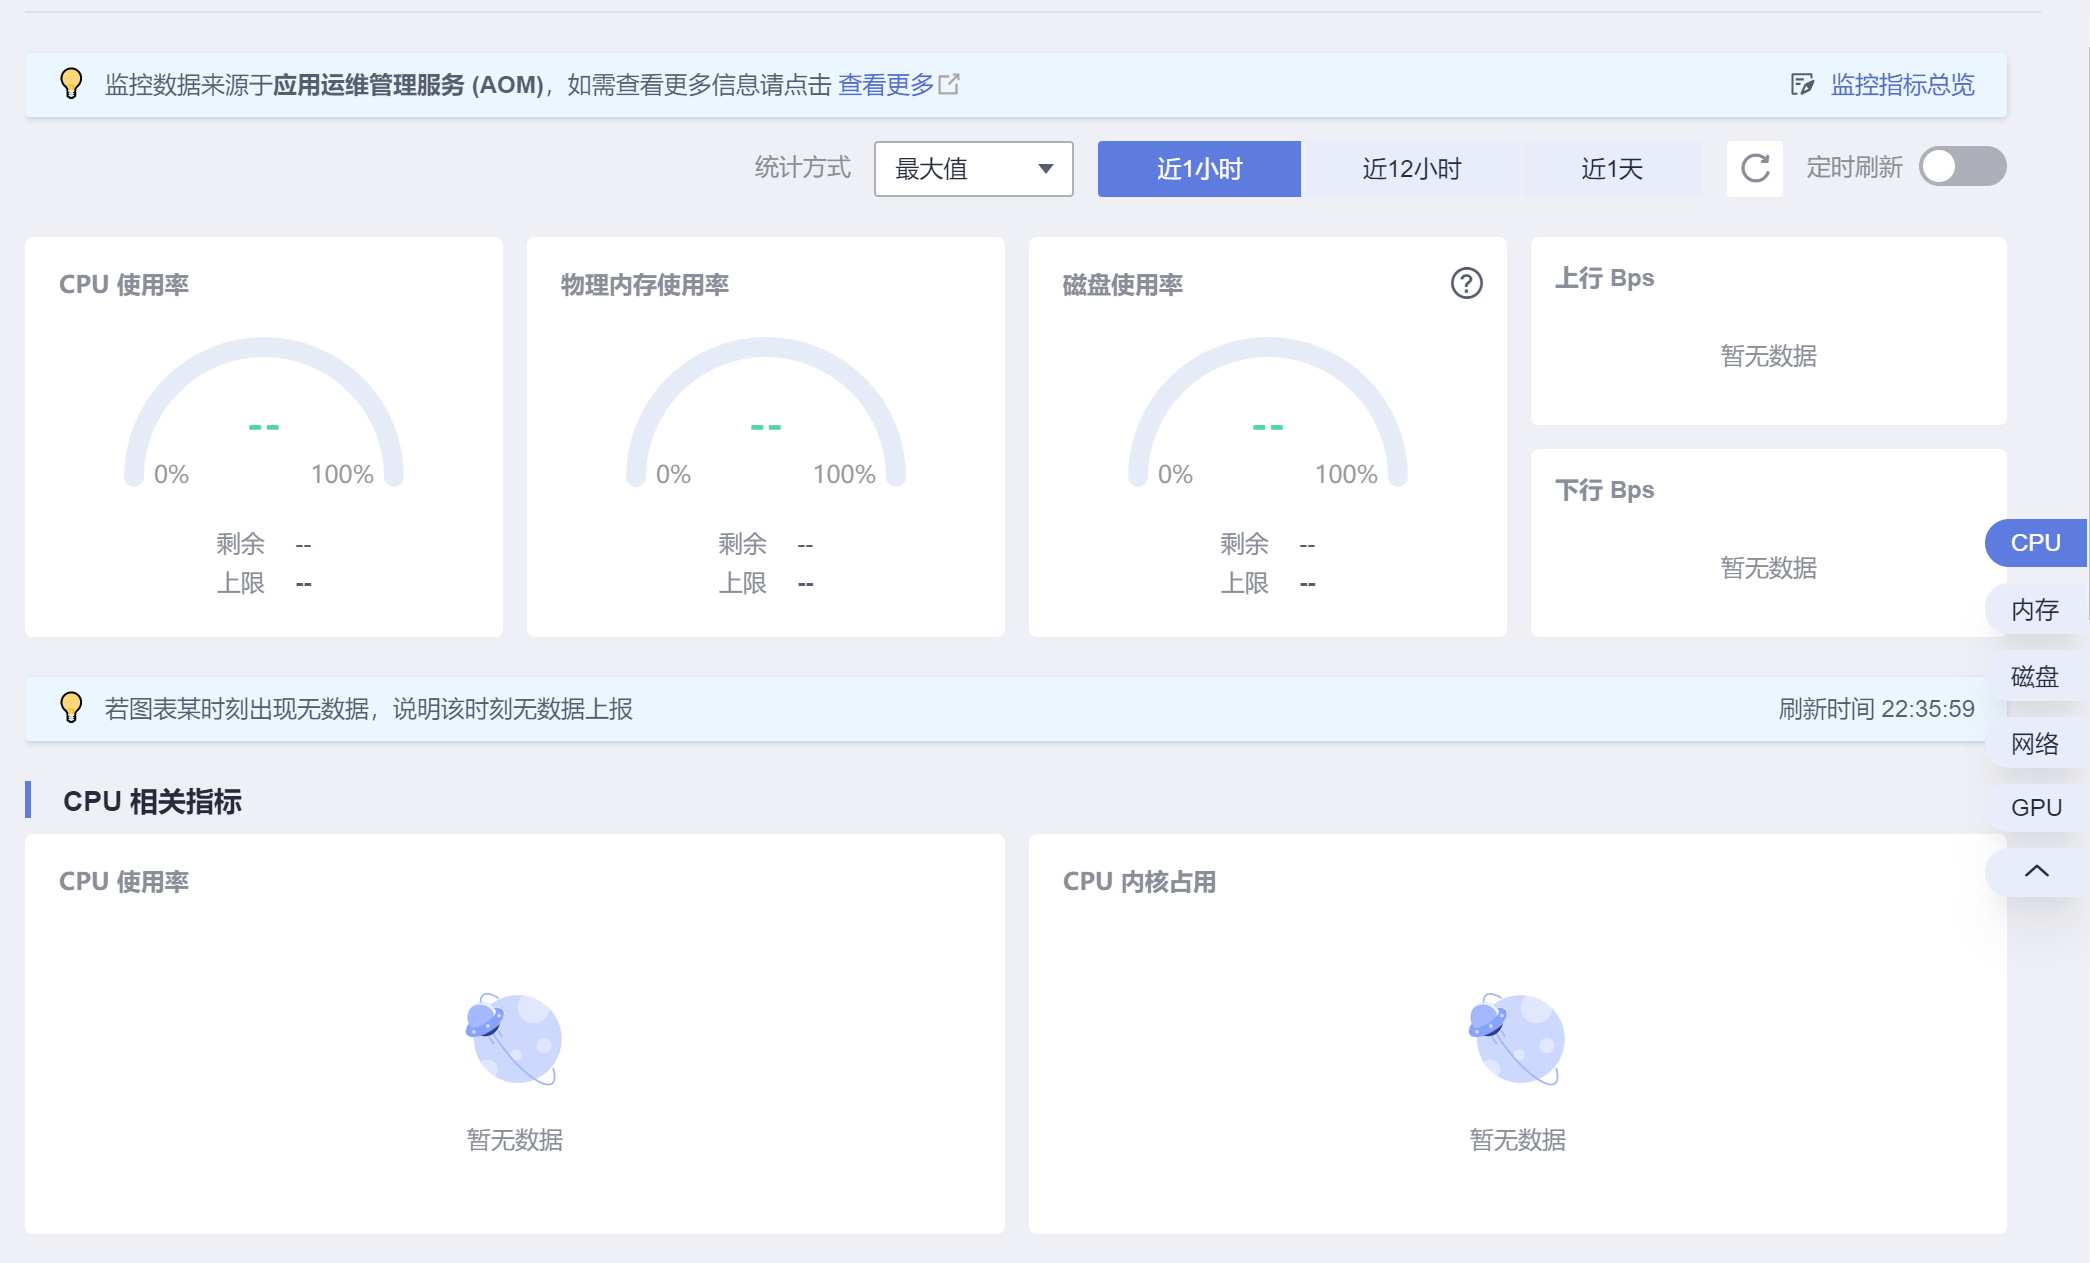 监控数据来源于应用运维管理服务 (AOM)，如需查看更多信息请点击 查看更多
监控指标总览
统计方式
最大值
近1小时
近12小时
近1天
定时刷新
CPU 使用率
--
0%
100%
剩余 --
上限 --
物理内存使用率
--
0%
100%
剩余 --
上限 --
磁盘使用率
?
--
0%
100%
剩余 --
上限 --
上行 Bps
暂无数据
下行 Bps
暂无数据
CPU
内存
磁盘
网络
GPU
若图表某时刻出现无数据，说明该时刻无数据上报
刷新时间 22:35:59
CPU 相关指标
CPU 使用率
暂无数据
CPU 内核占用
暂无数据